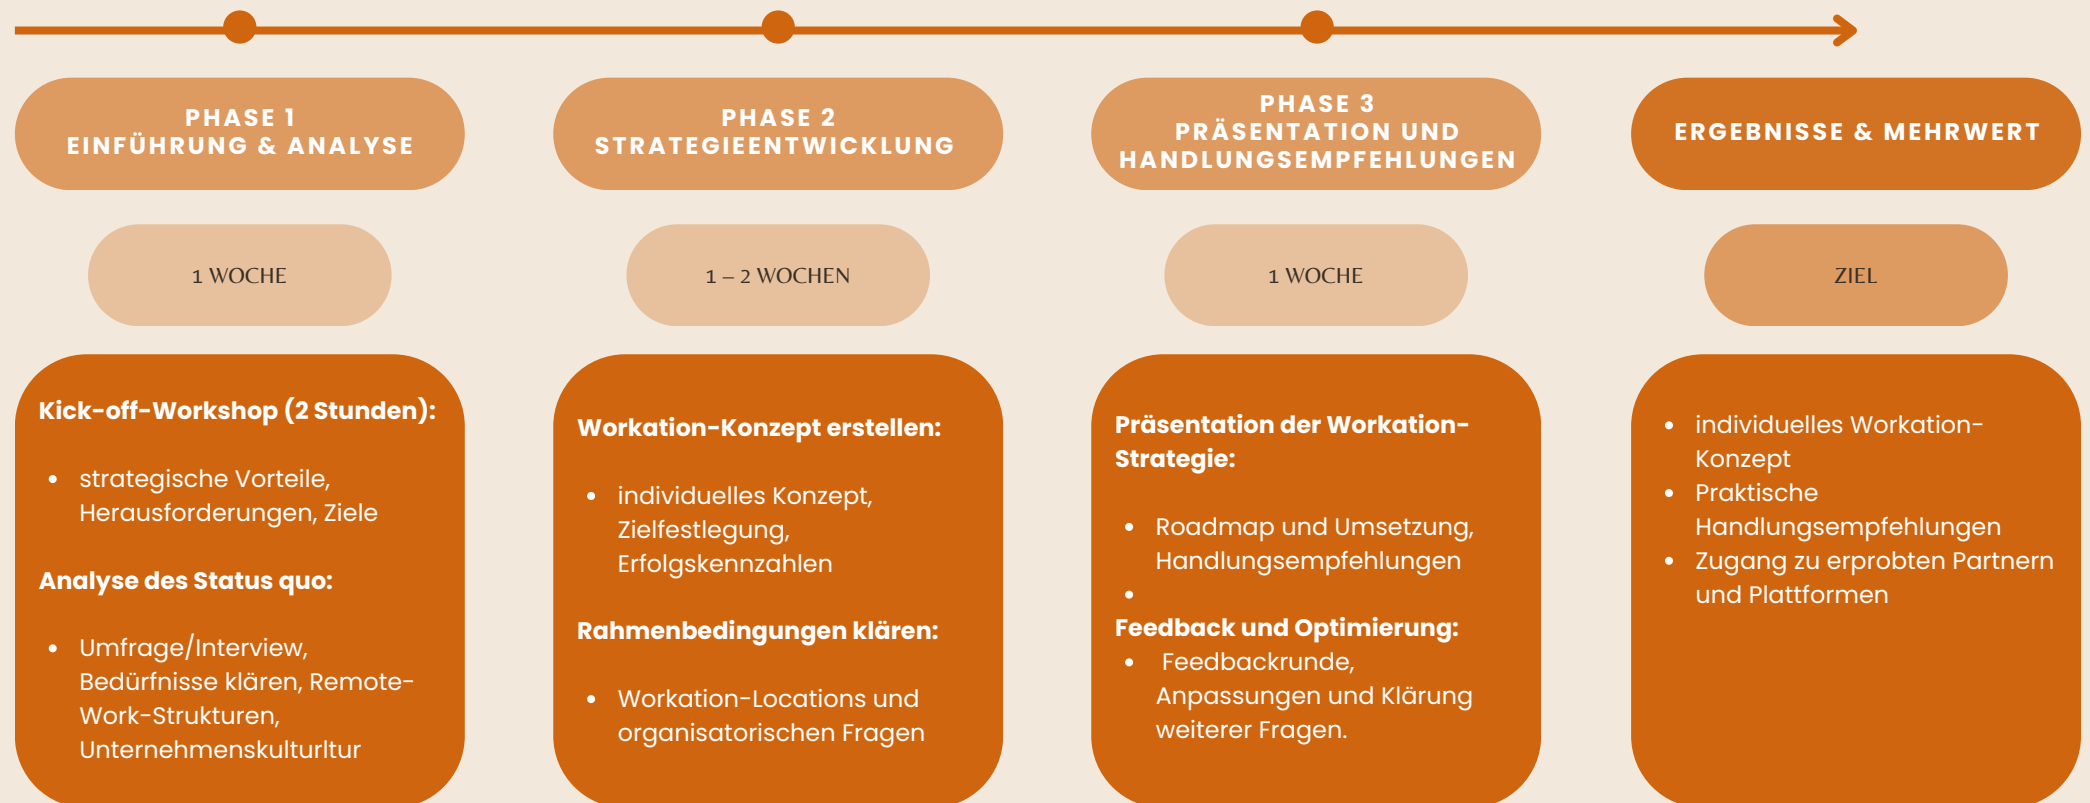 PHASE 1
EINFÜHRUNG & ANALYSE
1 WOCHE
Kick-off-Workshop (2 Stunden):
• strategische Vorteile,
Herausforderungen, Ziele
Analyse des Status quo:
• Umfrage/Interview,
Bedürfnisse klären, Remote-
Work-Strukturen,
Unternehmenskulturltur
PHASE 2
STRATEGIEENTWICKLUNG
1 – 2 WOCHEN
Workation-Konzept erstellen:
• individuelles Konzept,
Zielfestlegung,
Erfolgskennzahlen
Rahmenbedingungen klären:
• Workation-Locations und
organisatorischen Fragen
PHASE 3
PRÄSENTATION UND
HANDLUNGSEMPFEHLUNGEN
1 WOCHE
Präsentation der Workation-
Strategie:
• Roadmap und Umsetzung,
Handlungsempfehlungen
•
Feedback und Optimierung:
• Feedbackrunde,
Anpassungen und Klärung
weiterer Fragen.
ERGEBNISSE & MEHRWERT
ZIEL
• individuelles Workation-
Konzept
• Praktische
Handlungsempfehlungen
• Zugang zu erprobten Partnern
und Plattformen